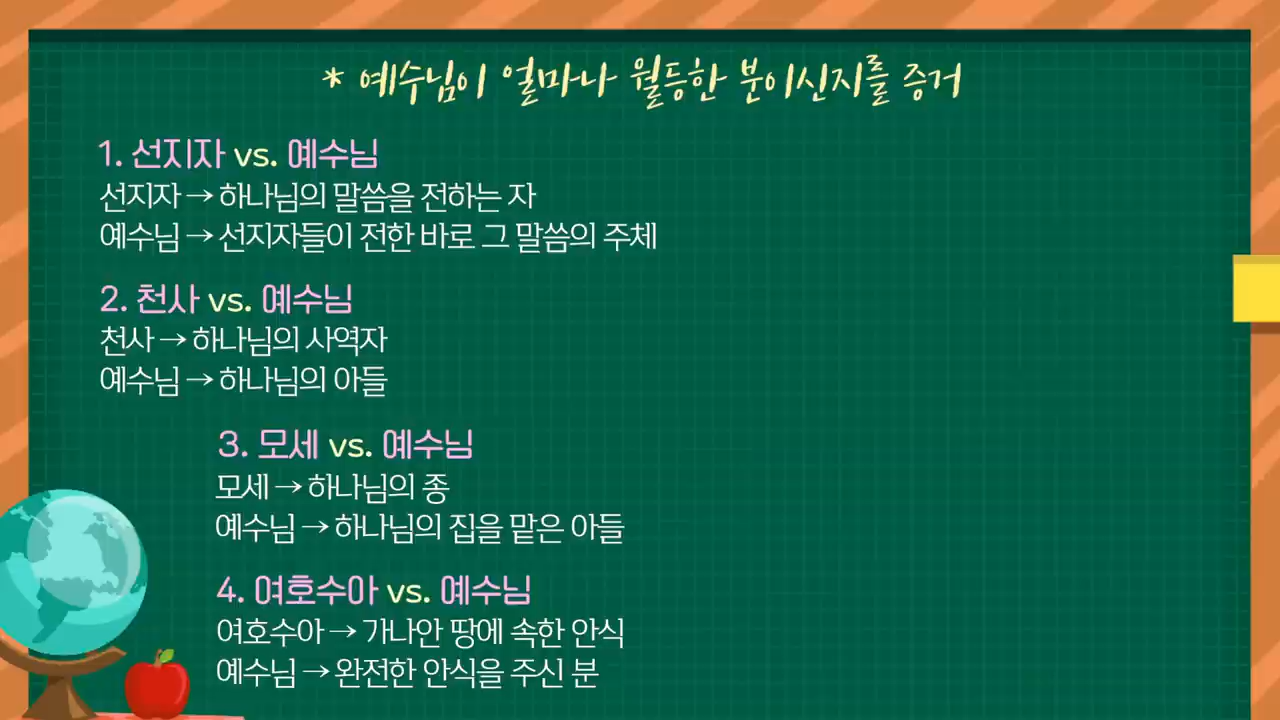 * 예수님이 얼마나 월등한 분이신지를 증거
1. 선지자 vs. 예수님
선지자 → 하나님의 말씀을 전하는 자
예수님 → 선지자들이 전한 바로 그 말씀의 주체
2. 천사 vs. 예수님
천사 → 하나님의 사역자
예수님 → 하나님의 아들
3. 모세 vs. 예수님
모세 → 하나님의 종
예수님 → 하나님의 집을 맡은 아들
4. 여호수아 vs. 예수님
여호수아 → 가나안 땅에 속한 안식
예수님 → 완전한 안식을 주신 분